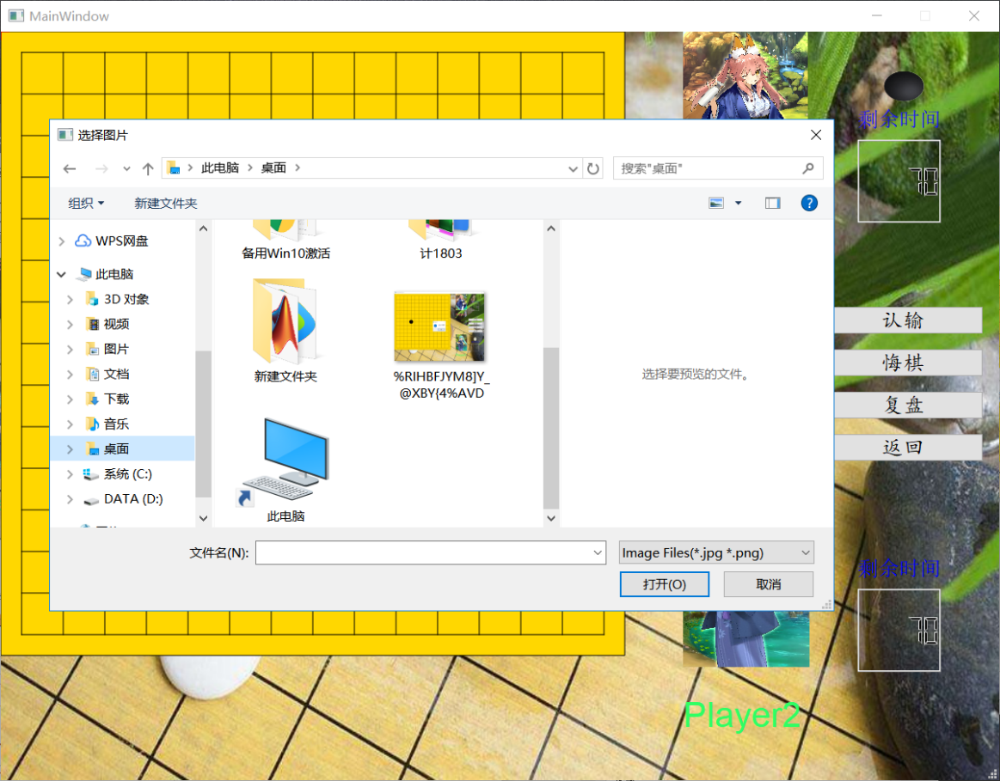 MainWindow
剩余时间
70
选择图片
此电脑
桌面
搜索"桌面"
组织
新建文件夹
?
WPS网盘
此电脑
3D 对象
视频
图片
文档
下载
音乐
桌面
系统 (C:)
DATA (D:)
备用Win10激活
计1803
新建文件夹
%RIHBFJYM8]Y_
@XBY{4%AVD
此电脑
选择要预览的文件。
文件名(N):
Image Files(*.jpg *.png)
打开(O)
取消
认输
悔棋
复盘
返回
剩余时间
70
Player2